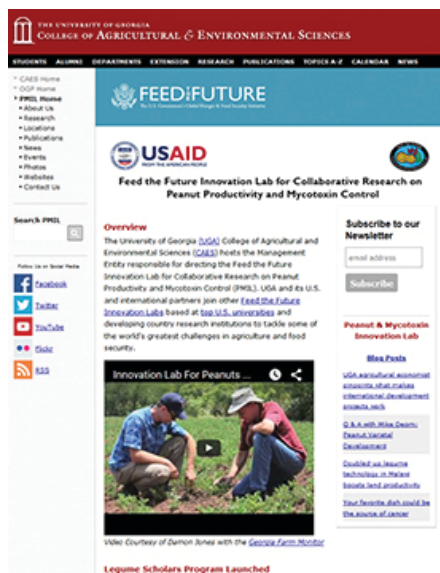 THE UNIVERSITY OF GEORGIA
COLLEGE OF AGRICULTURAL & ENVIRONMENTAL SCIENCES
STUDENTS ALUMNI DEPARTMENTS EXTENSION RESEARCH PUBLICATIONS TOPICS A-Z CALENDAR NEWS
CAES Home
OGP Home
PMIL Home
About Us
Research
Locations
Publications
News
Events
Photos
Websites
Contact Us
Search PMIL
Follow Us on Social Media
Facebook
Twitter
YouTube
Flickr
RSS
FEED THE FUTURE
The U.S. Government's Global Hunger & Food Security Initiative
USAID
FROM THE AMERICAN PEOPLE
Feed the Future Innovation Lab for Collaborative Research on
Peanut Productivity and Mycotoxin Control
Overview
The University of Georgia (UGA) College of Agricultural and
Environmental Sciences (CAES) hosts the Management
Entity responsible for directing the Feed the Future
Innovation Lab for Collaborative Research on Peanut
Productivity and Mycotoxin Control (PMIL). UGA and its U.S.
and international partners join other Feed the Future
Innovation Labs based at top U.S. universities and
developing country research institutions to tackle some of
the world's greatest challenges in agriculture and food
security.
Innovation Lab For Peanuts ...
Video Courtesy of Damon Jones with the Georgia Farm Monitor
Legume Scholars Program Launched
Subscribe to our
Newsletter
email address
Subscribe
Peanut & Mycotoxin
Innovation Lab
Blog Posts
UGA agricultural economist
pinpoints what makes
international development
projects work
Q & A with Mike Deom:
Peanut Varietal
Development
Doubled up legume
technology in Malawi
boosts land productivity
Your favorite dish could be
the source of cancer